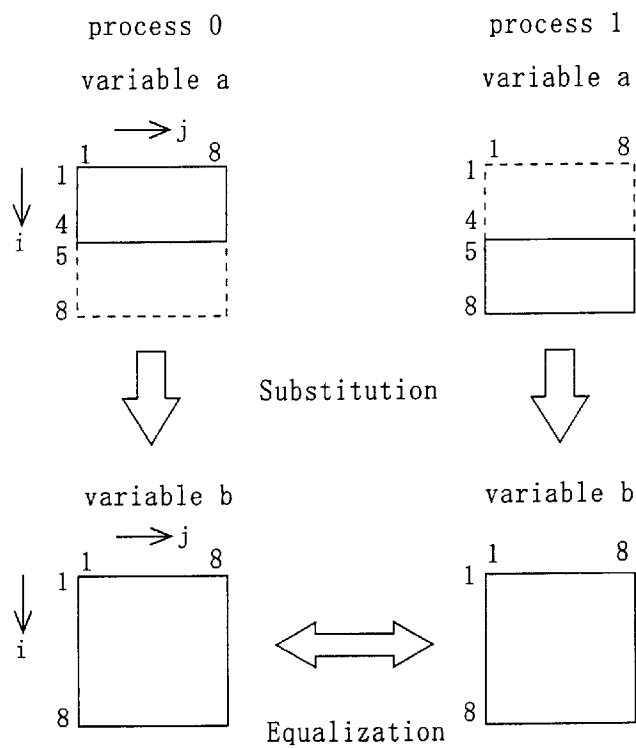 process 0 process 1
variable a variable a
j
1 8 1 8
1 1
4 4
i
5 5
8 8
Substitution
variable b variable b
j
1 8 1 8
1 1
i
8 8
Equalization